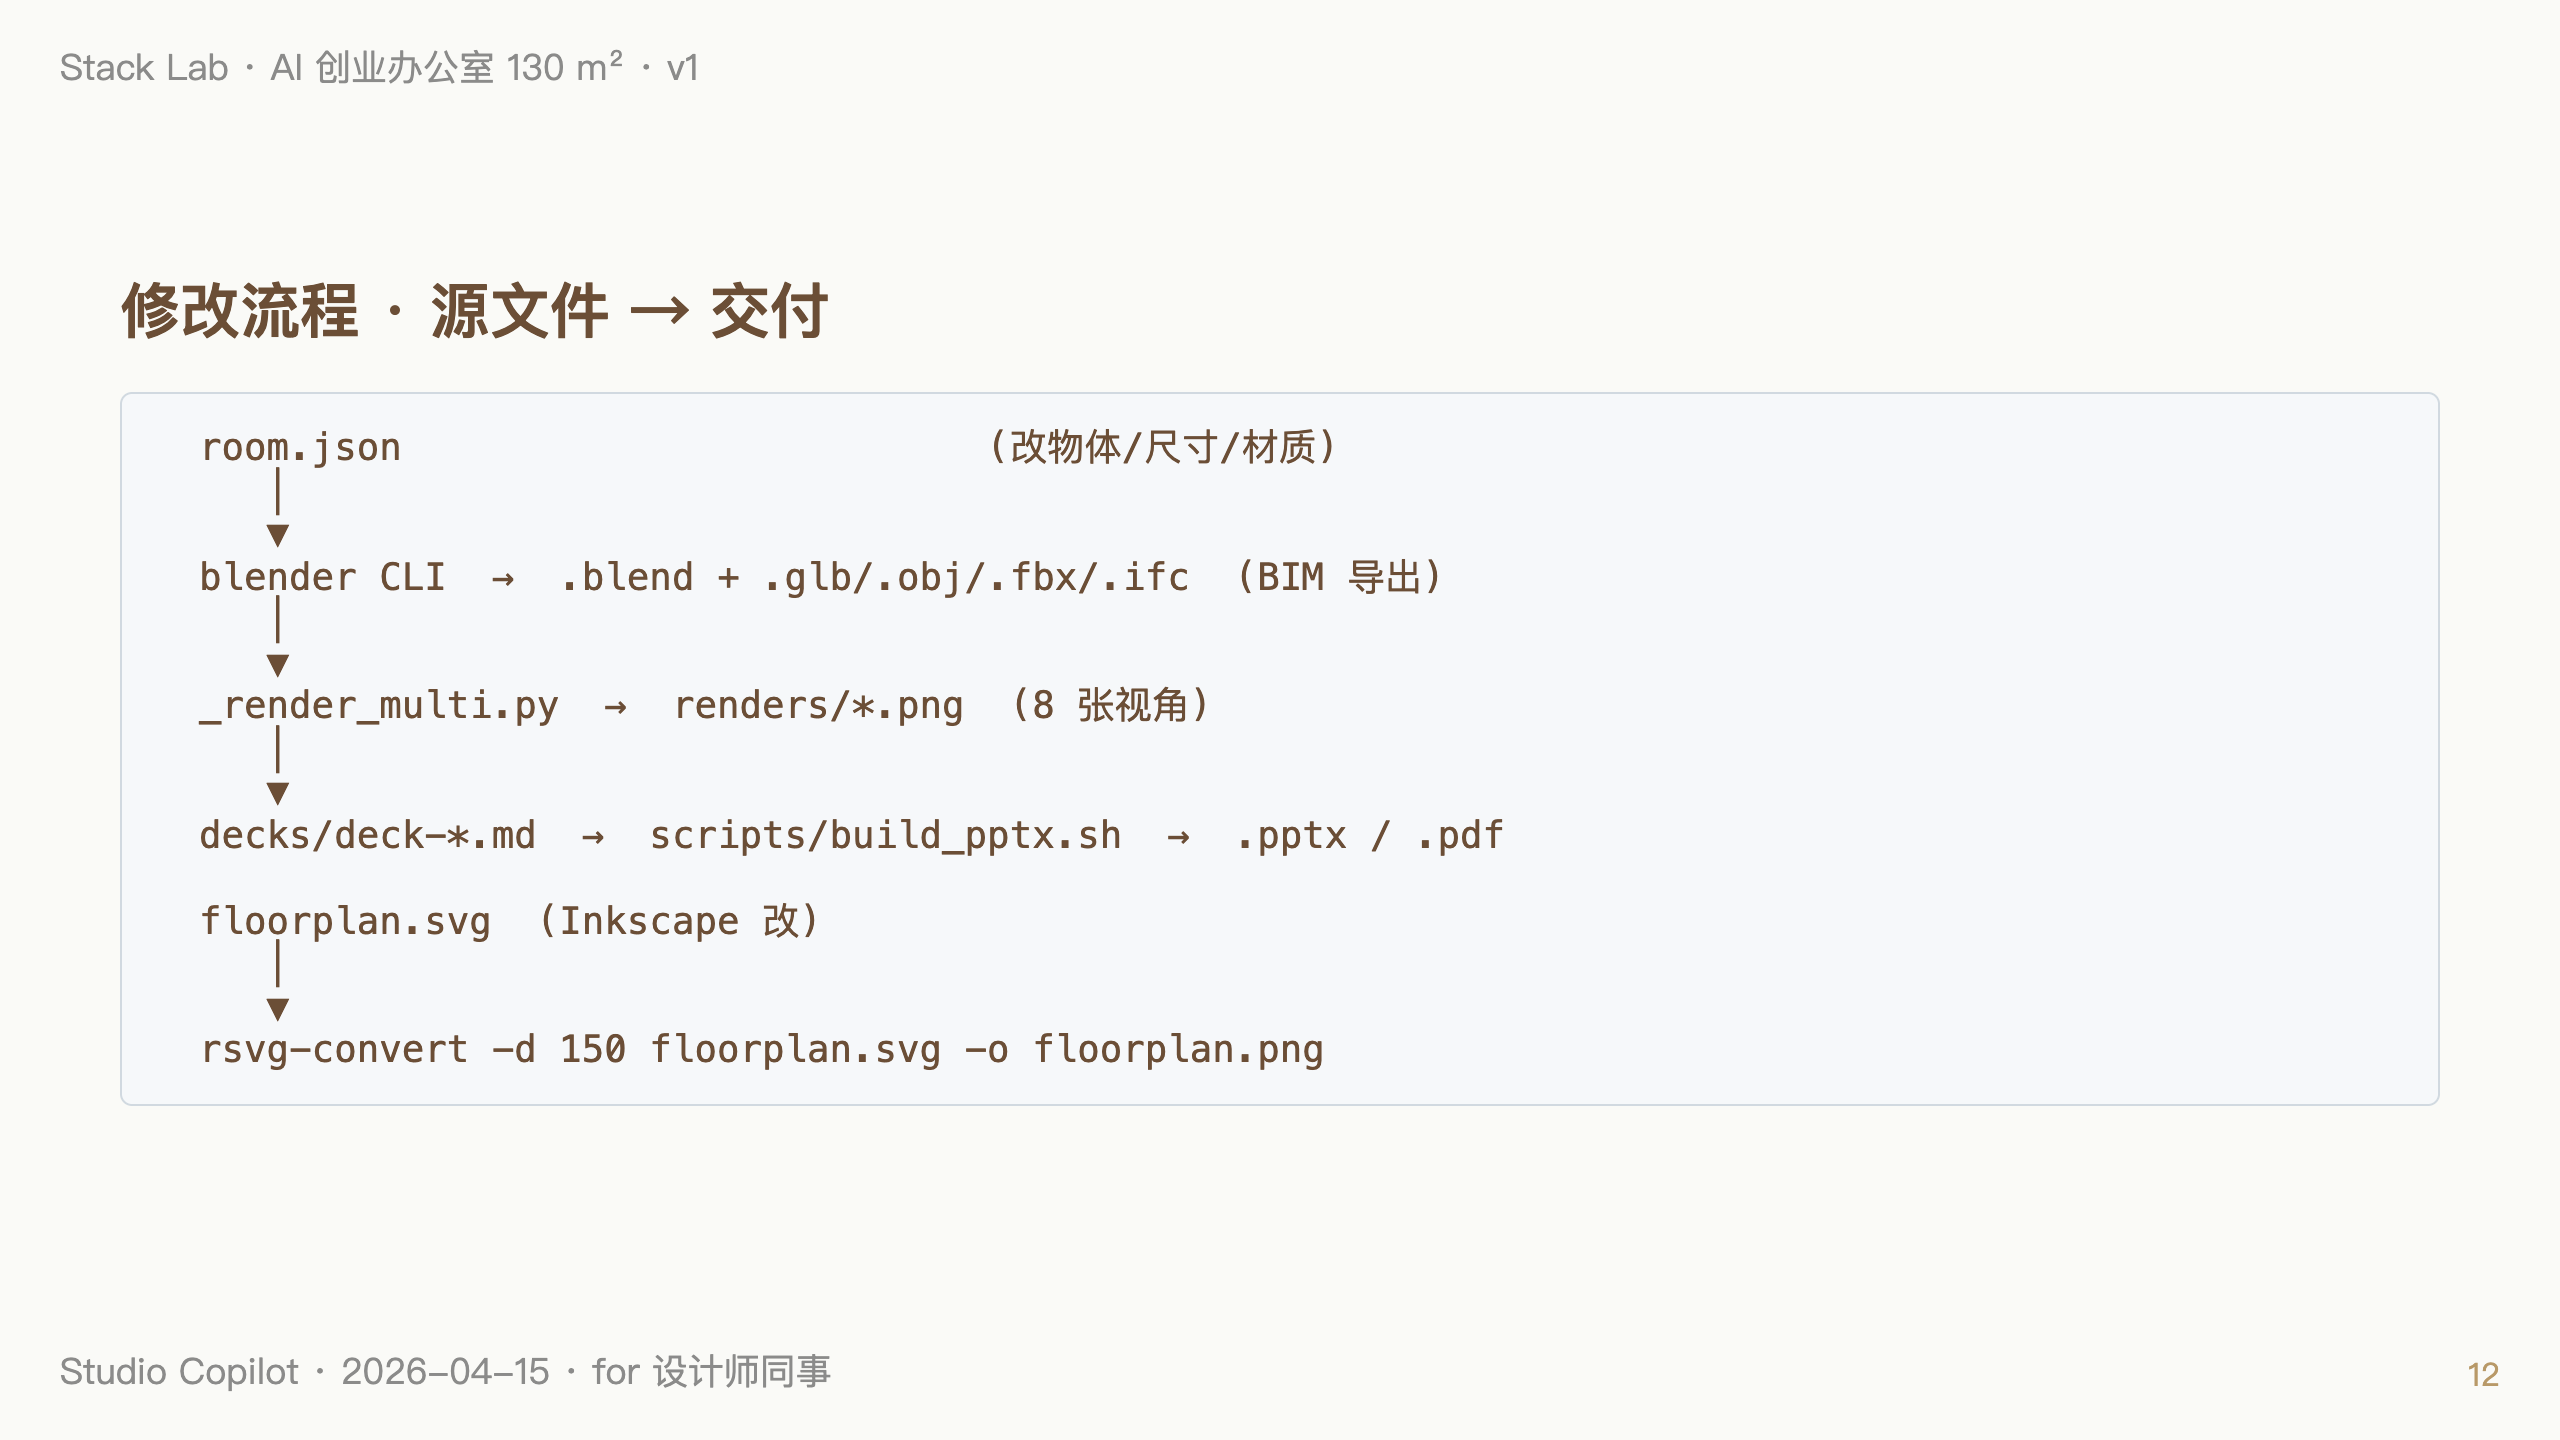 Stack Lab · AI 创业办公室 130 m² · v1
修改流程 · 源文件 → 交付
room.json (改物体/尺寸/材质)
│
▼
blender CLI → .blend + .glb/.obj/.fbx/.ifc (BIM 导出)
│
▼
_render_multi.py → renders/*.png (8 张视角)
│
▼
decks/deck-*.md → scripts/build_pptx.sh → .pptx / .pdf
floorplan.svg (Inkscape 改)
│
▼
rsvg-convert -d 150 floorplan.svg -o floorplan.png
Studio Copilot · 2026-04-15 · for 设计师同事
12